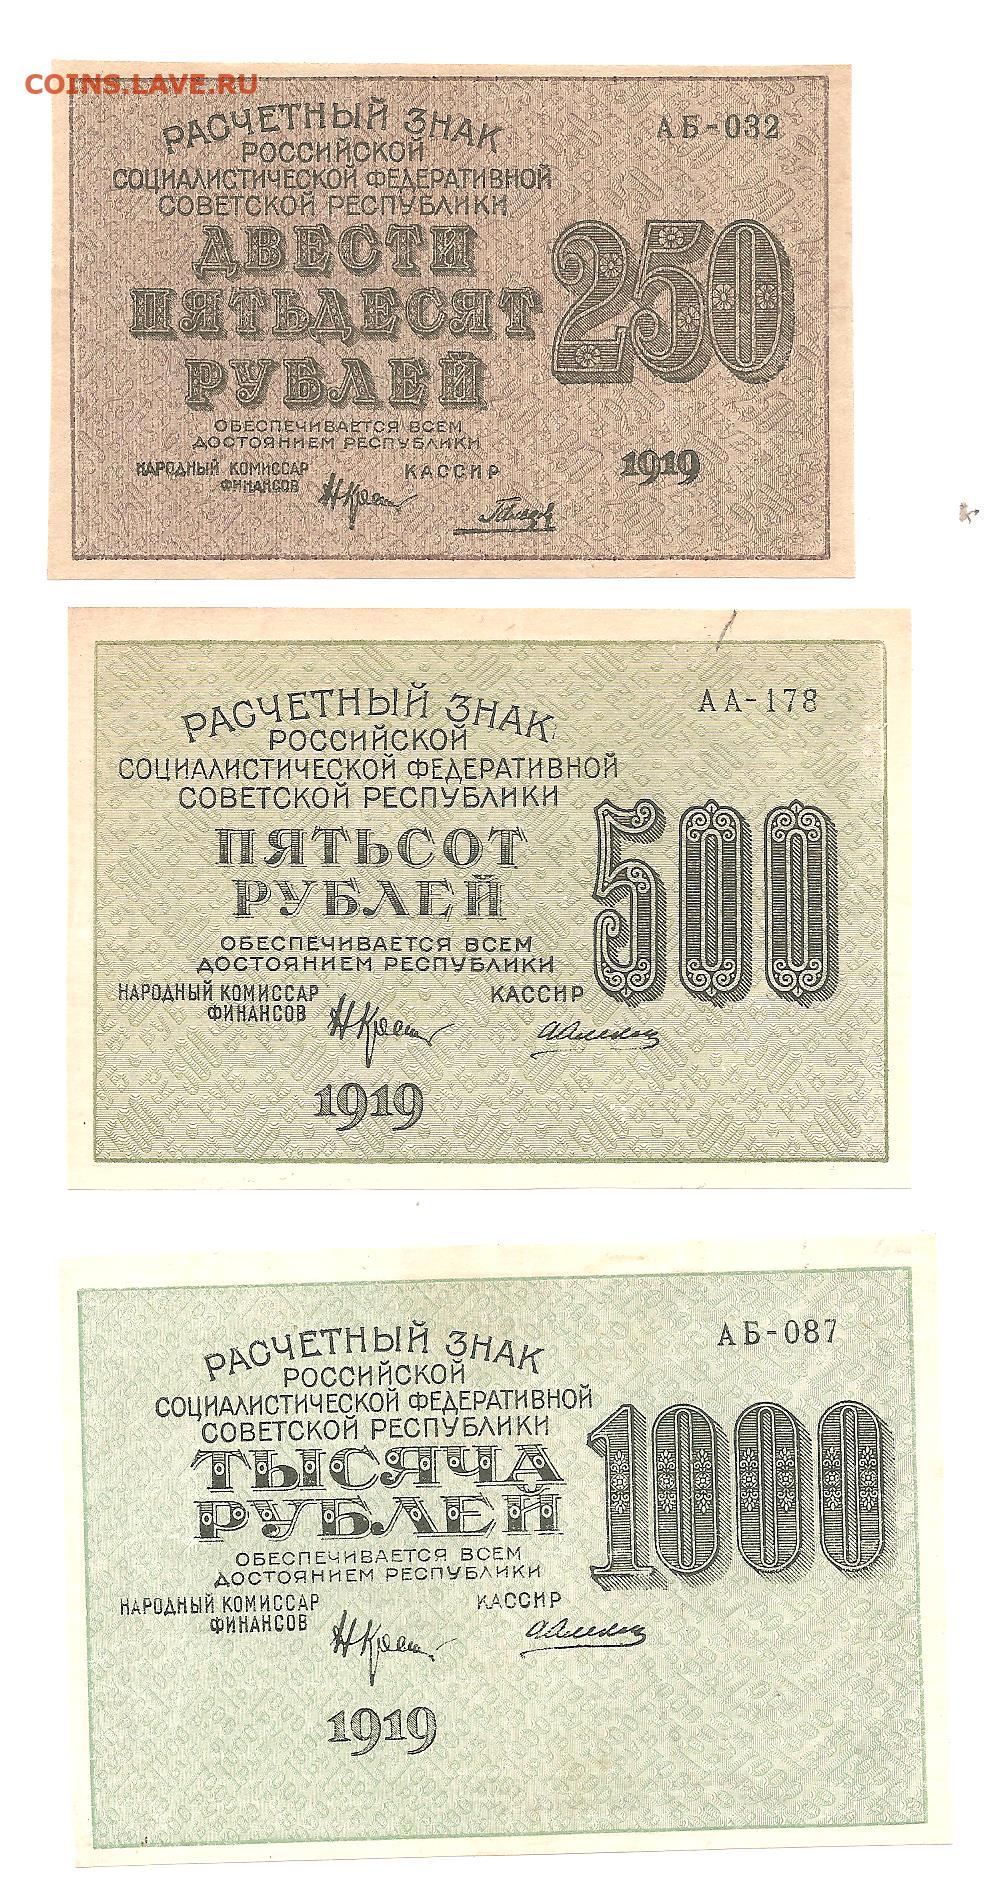 COINS.LAVE.RU
РАСЧЕТНЫЙ ЗНАК
АБ-032
РОССИЙСКОЙ
СОЦИАЛИСТИЧЕСКОЙ ФЕДЕРАТИВНОЙ
СОВЕТСКОЙ РЕСПУБЛИКИ
ДВЕСТИ
ПЯТЬДЕСЯТ
РУБЛЕЙ
250
ОБЕСПЕЧИВАЕТСЯ ВСЕМ
ДОСТОЯНИЕМ РЕСПУБЛИКИ
НАРОДНЫЙ КОМИССАР
ФИНАНСОВ
КАССИР
1919
РАСЧЕТНЫЙ ЗНАК
АА-178
РОССИЙСКОЙ
СОЦИАЛИСТИЧЕСКОЙ ФЕДЕРАТИВНОЙ
СОВЕТСКОЙ РЕСПУБЛИКИ
ПЯТЬСОТ
РУБЛЕЙ
500
ОБЕСПЕЧИВАЕТСЯ ВСЕМ
ДОСТОЯНИЕМ РЕСПУБЛИКИ
НАРОДНЫЙ КОМИССАР
ФИНАНСОВ
КАССИР
1919
РАСЧЕТНЫЙ ЗНАК
АБ-087
РОССИЙСКОЙ
СОЦИАЛИСТИЧЕСКОЙ ФЕДЕРАТИВНОЙ
СОВЕТСКОЙ РЕСПУБЛИКИ
ТЫСЯЧА
РУБЛЕЙ
1000
ОБЕСПЕЧИВАЕТСЯ ВСЕМ
ДОСТОЯНИЕМ РЕСПУБЛИКИ
НАРОДНЫЙ КОМИССАР
ФИНАНСОВ
КАССИР
1919